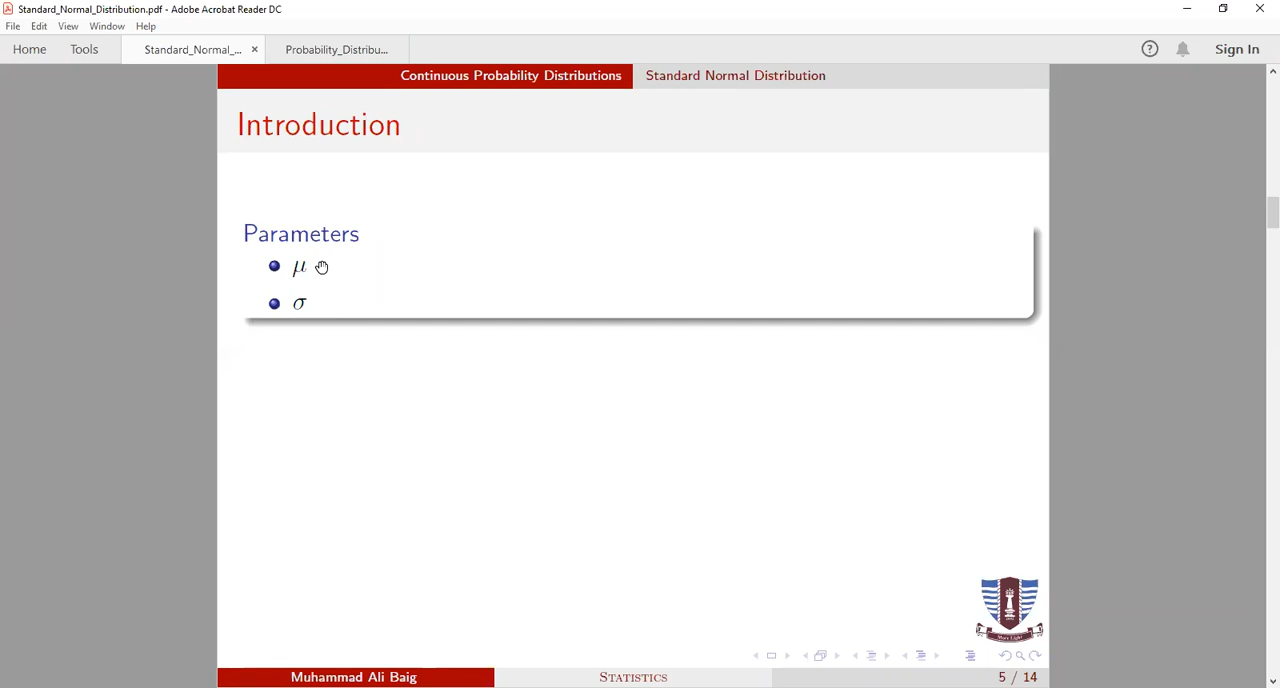 Standard_Normal_Distribution.pdf - Adobe Acrobat Reader DC
File Edit View Window Help
Home Tools Standard_Normal_... × Probability_Distribu... ? Sign In
Continuous Probability Distributions Standard Normal Distribution
Introduction
Parameters
μ
σ
Muhammad Ali Baig Statistics 5 / 14